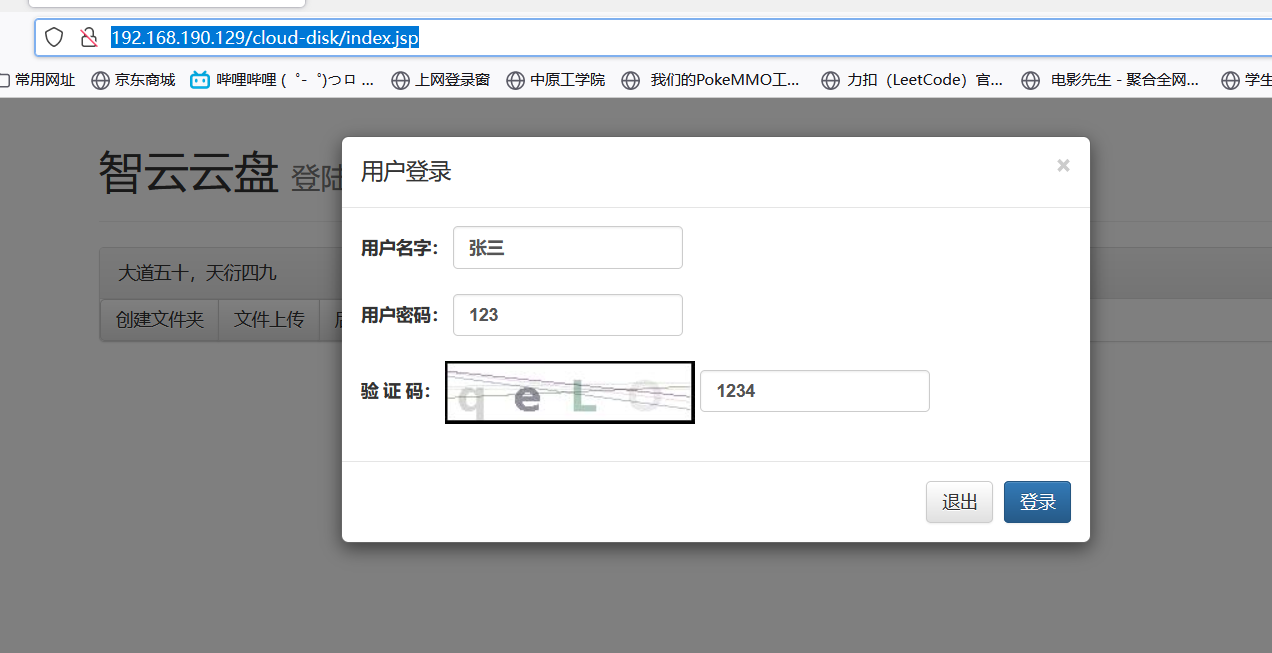 192.168.190.129/cloud-disk/index.jsp
常用网址 京东商城 哔哩哔哩 ( ゜- ゜)つロ ... 上网登录窗 中原工学院 我们的PokeMMO工... 力扣（LeetCode）官... 电影先生 - 聚合全网... 学生
智云云盘 登陆
用户登录 ×
大道五十，天衍四九
创建文件夹 文件上传
用户名字： 张三
用户密码： 123
验 证 码： q e L O 1234
退出 登录